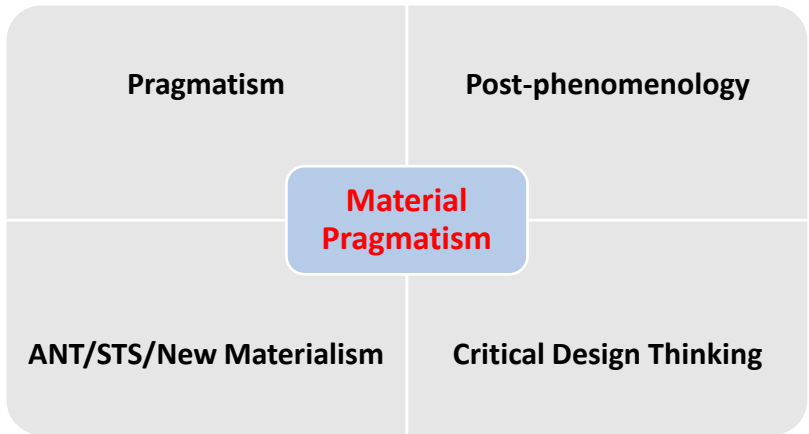 Pragmatism
Post-phenomenology
Material
Pragmatism
ANT/STS/New Materialism
Critical Design Thinking